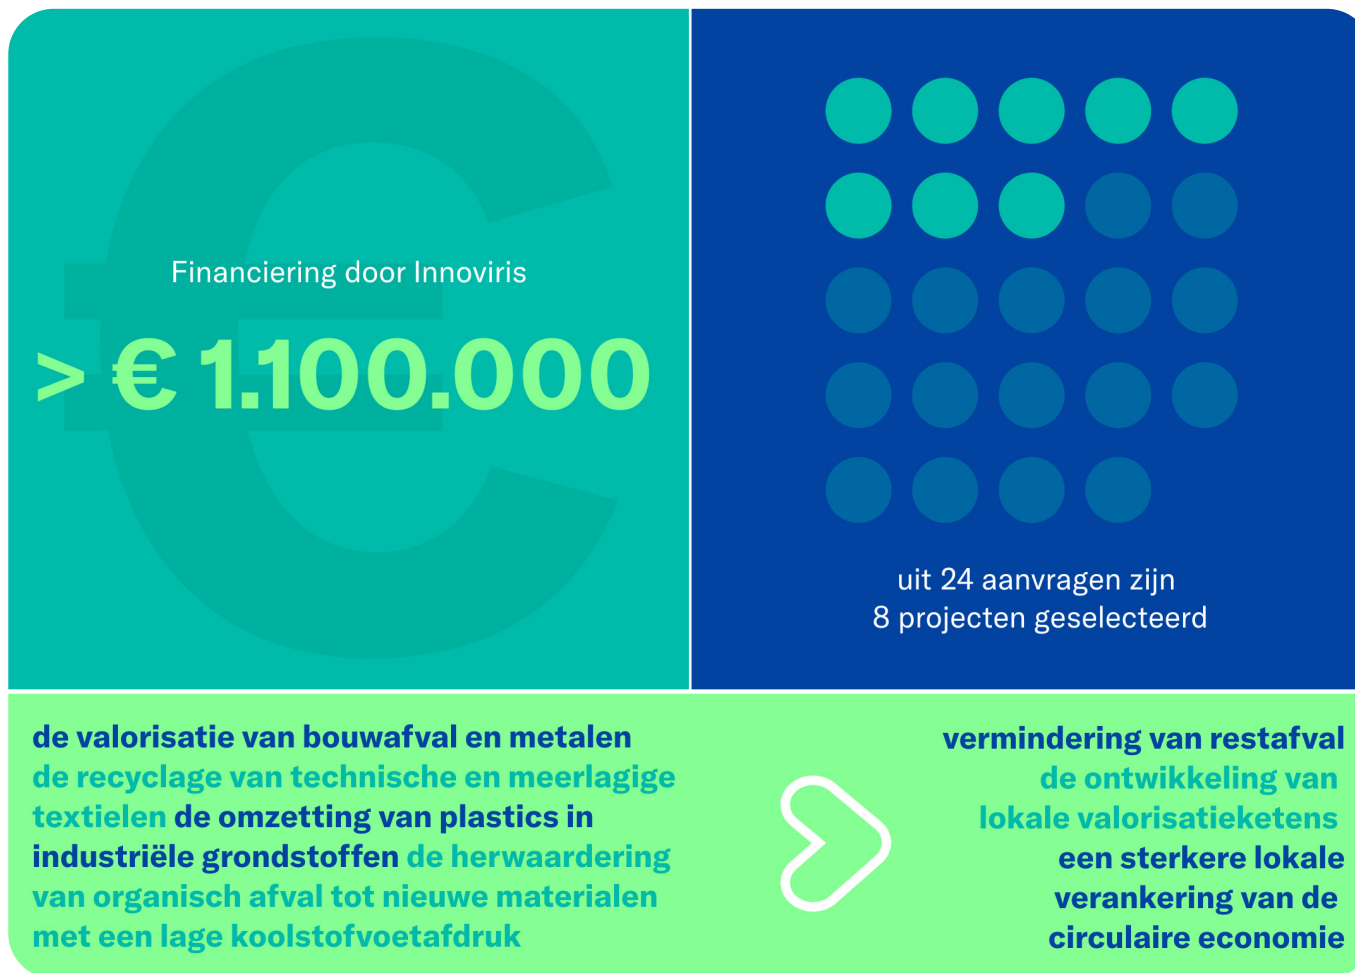 Financiering door Innoviris
> € 1.100.000
uit 24 aanvragen zijn
8 projecten geselecteerd
de valorisatie van bouwafval en metalen
de recyclage van technische en meerlagige
textielen de omzetting van plastics in
industriële grondstoffen de herwaardering
van organisch afval tot nieuwe materialen
met een lage koolstofvoetafdruk
vermindering van restafval
de ontwikkeling van
lokale valorisatieketens
een sterkere lokale
verankering van de
circulaire economie